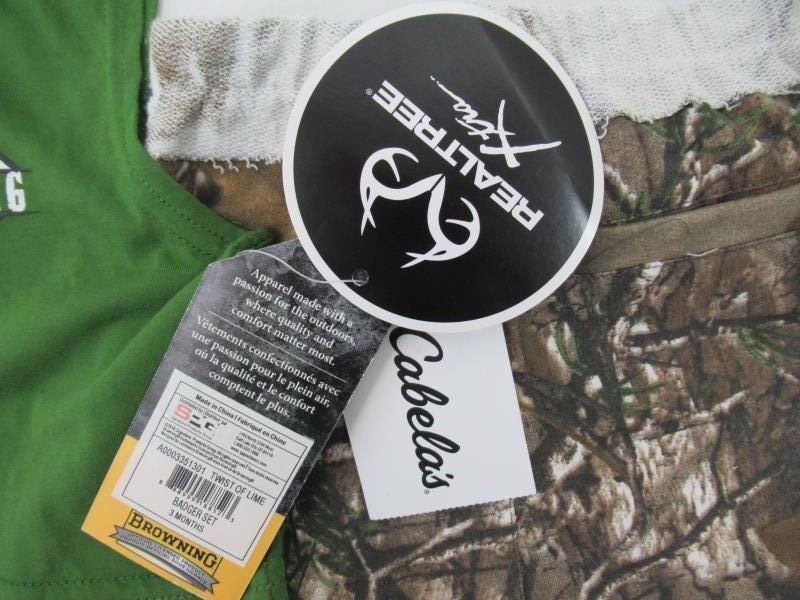 G
REALTREE®
Xtra
Apparel made with a
passion for the outdoors,
where quality and
comfort matter most.
Vêtements confectionnés avec
une passion pour le plein air,
où la qualité et le confort
comptent le plus.
Made in China / Fabriqué en Chine
A0003351301 TWIST OF LIME
BADGER SET
3 MONTHS
BROWNING
Cabela's®